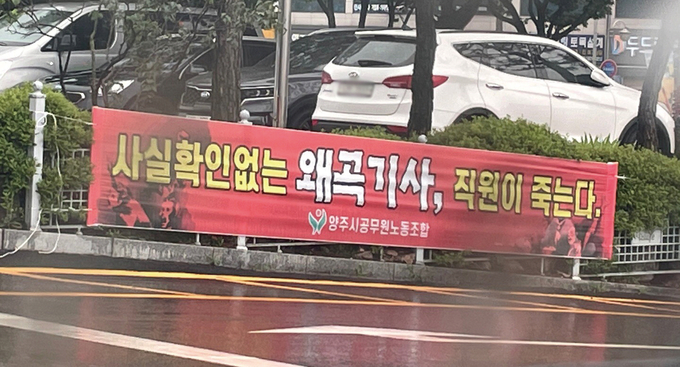 사실확인없는 왜곡기사, 직원이 죽는다.
양주시공무원노동조합